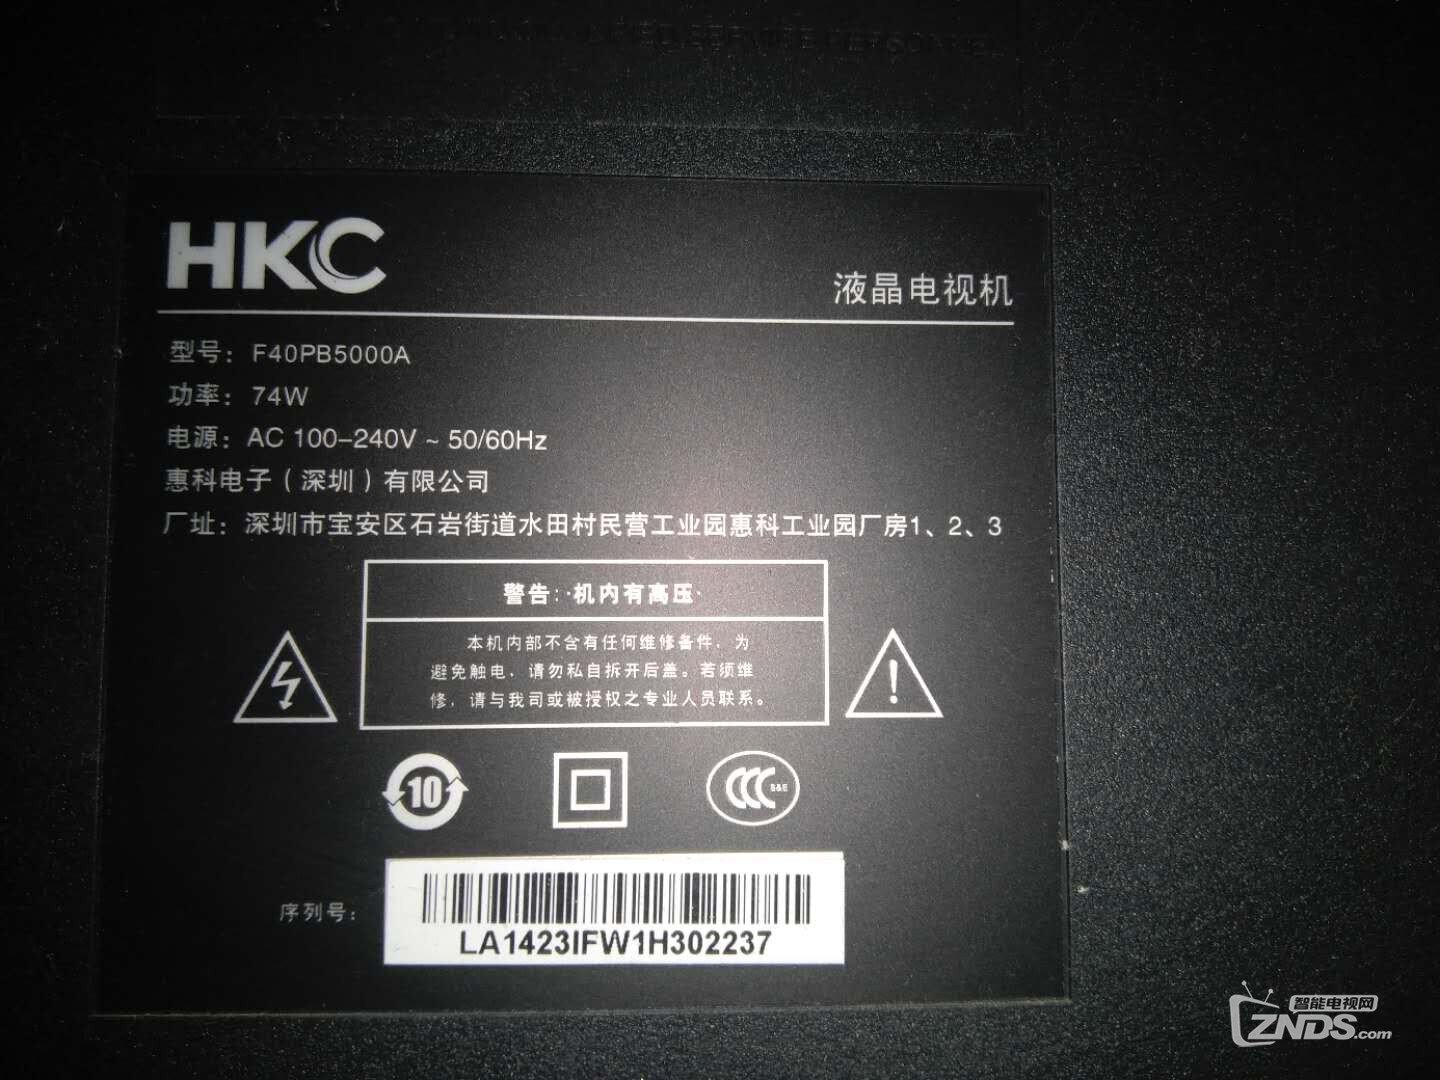 HKC
液晶电视机
型号：F40PB5000A
功率：74W
电源：AC 100-240V ~ 50/60Hz
惠科电子（深圳）有限公司
厂址：深圳市宝安区石岩街道水田村民营工业园惠科工业园厂房1、2、3
警告：·机内有高压·
本机内部不含有任何维修备件，为
避免触电，请勿私自拆开后盖。若须维
修，请与我司或被授权之专业人员联系。
10
CCC S&E
序列号：
LA1423IFW1H302237
智能电视网
ZNDS.com